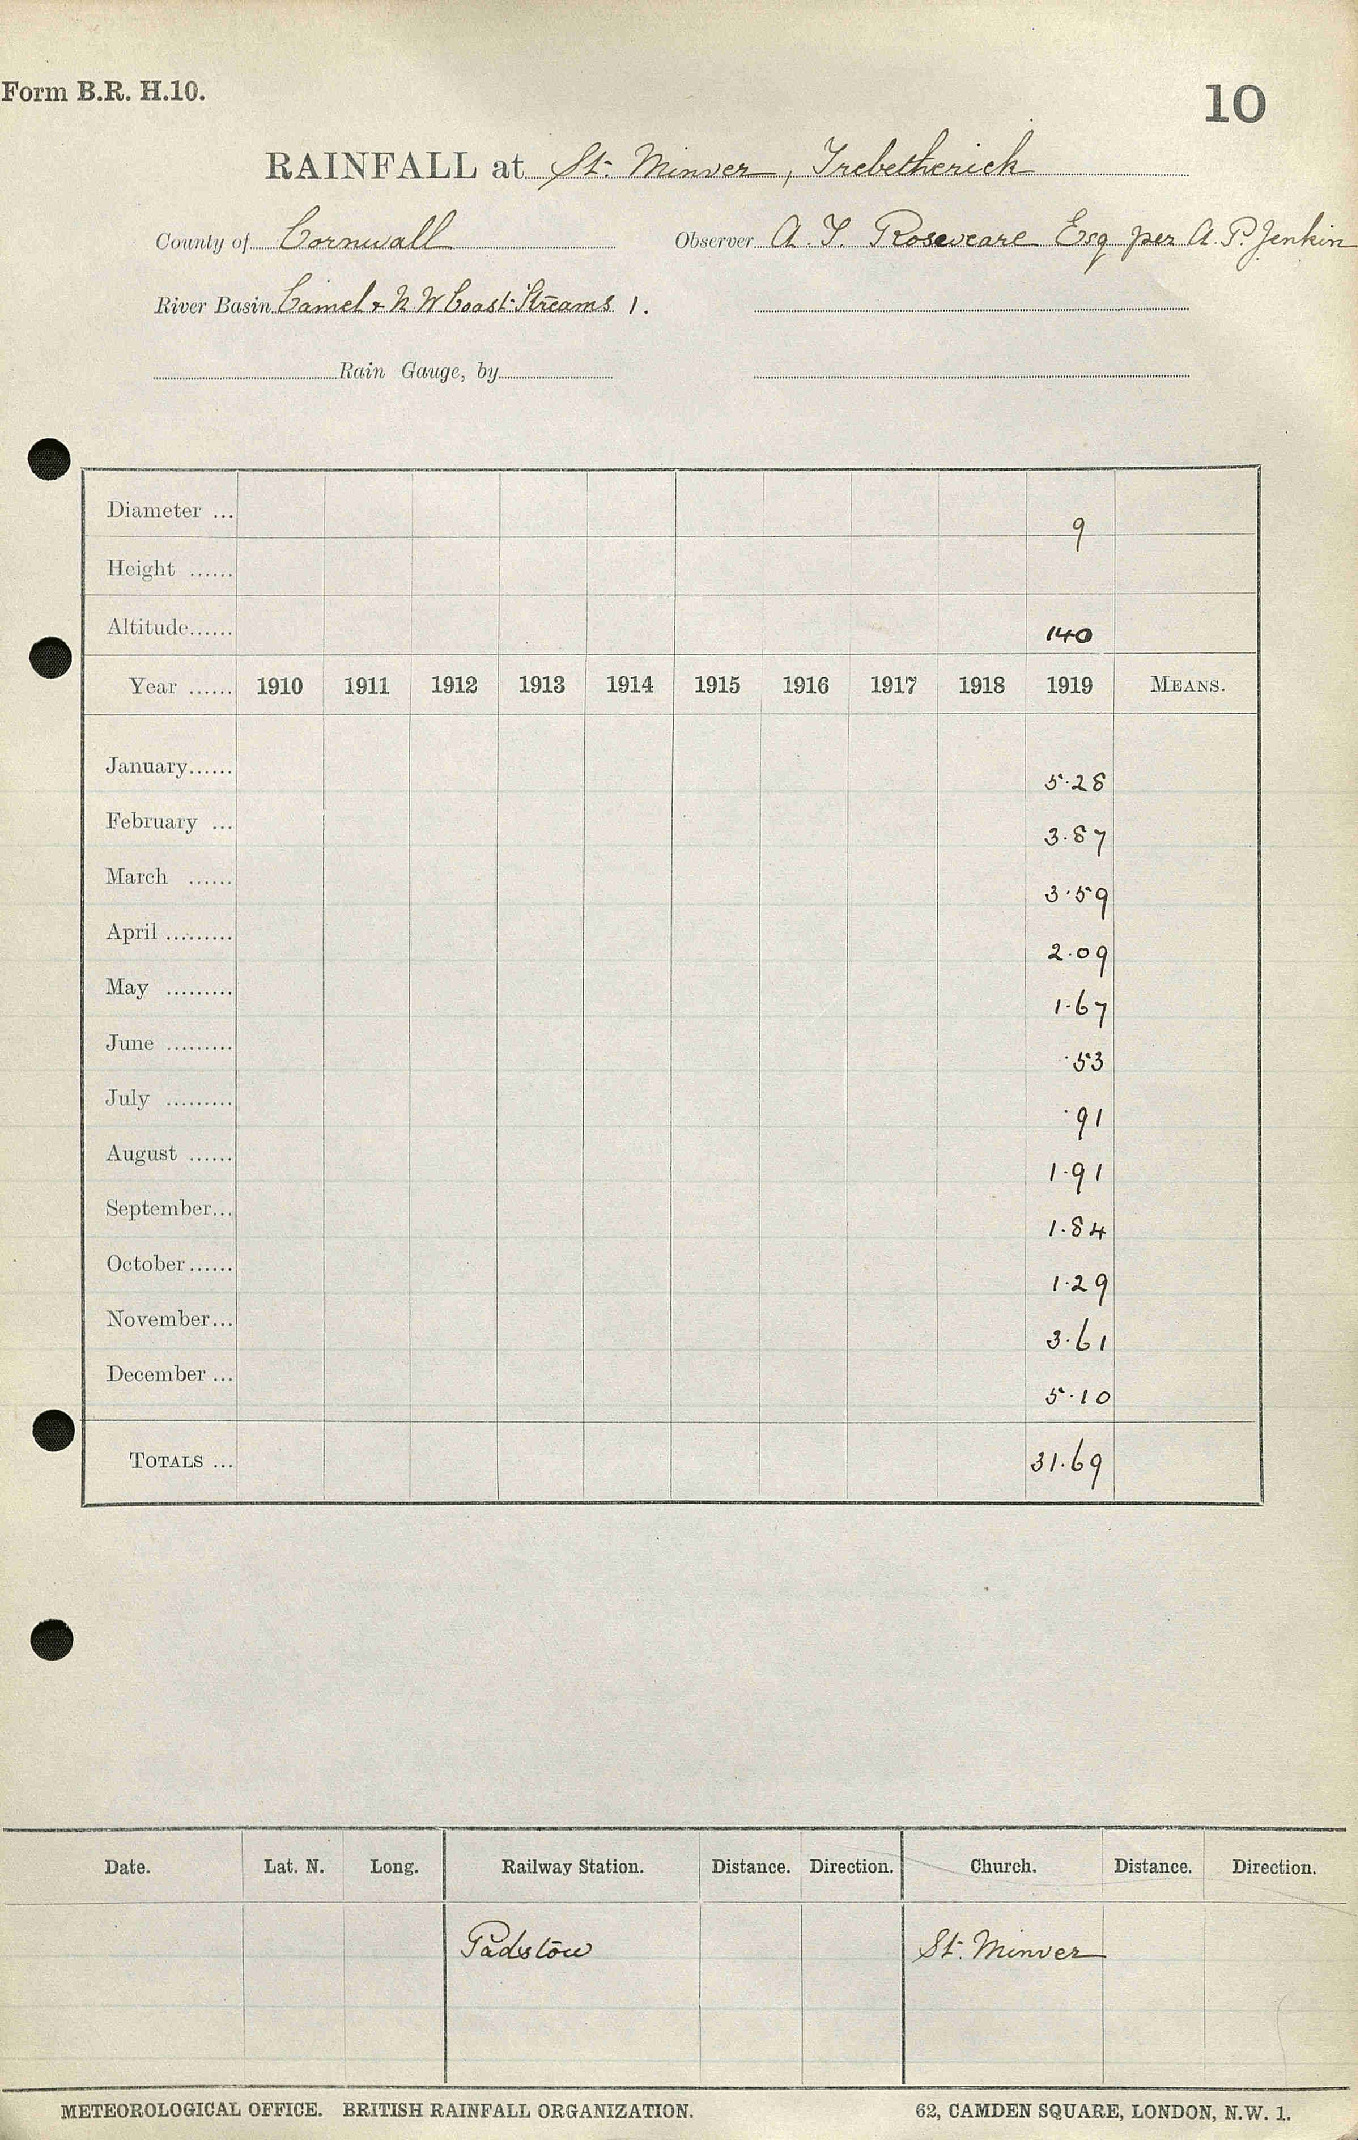 Form B.R. H.10.
10
RAINFALL at St. Minver, Trebetherick
County of Cornwall Observer A. T. Roseveare Esq per A. P. Jenkin
River Basin Camel + N W Coast Streams 1.
Rain Gauge, by
Diameter ... 9
Height ......
Altitude...... 140
Year ...... 1910 1911 1912 1913 1914 1915 1916 1917 1918 1919 MEANS.
January...... 5.28
February ... 3.87
March ...... 3.59
April ......... 2.09
May ......... 1.67
June ......... .53
July ......... .91
August ...... 1.91
September... 1.84
October...... 1.29
November... 3.61
December ... 5.10
TOTALS ... 31.69
Date. Lat. N. Long. Railway Station. Distance. Direction. Church. Distance. Direction.
Padstow St. Minver
METEOROLOGICAL OFFICE. BRITISH RAINFALL ORGANIZATION. 62, CAMDEN SQUARE, LONDON, N.W. 1.